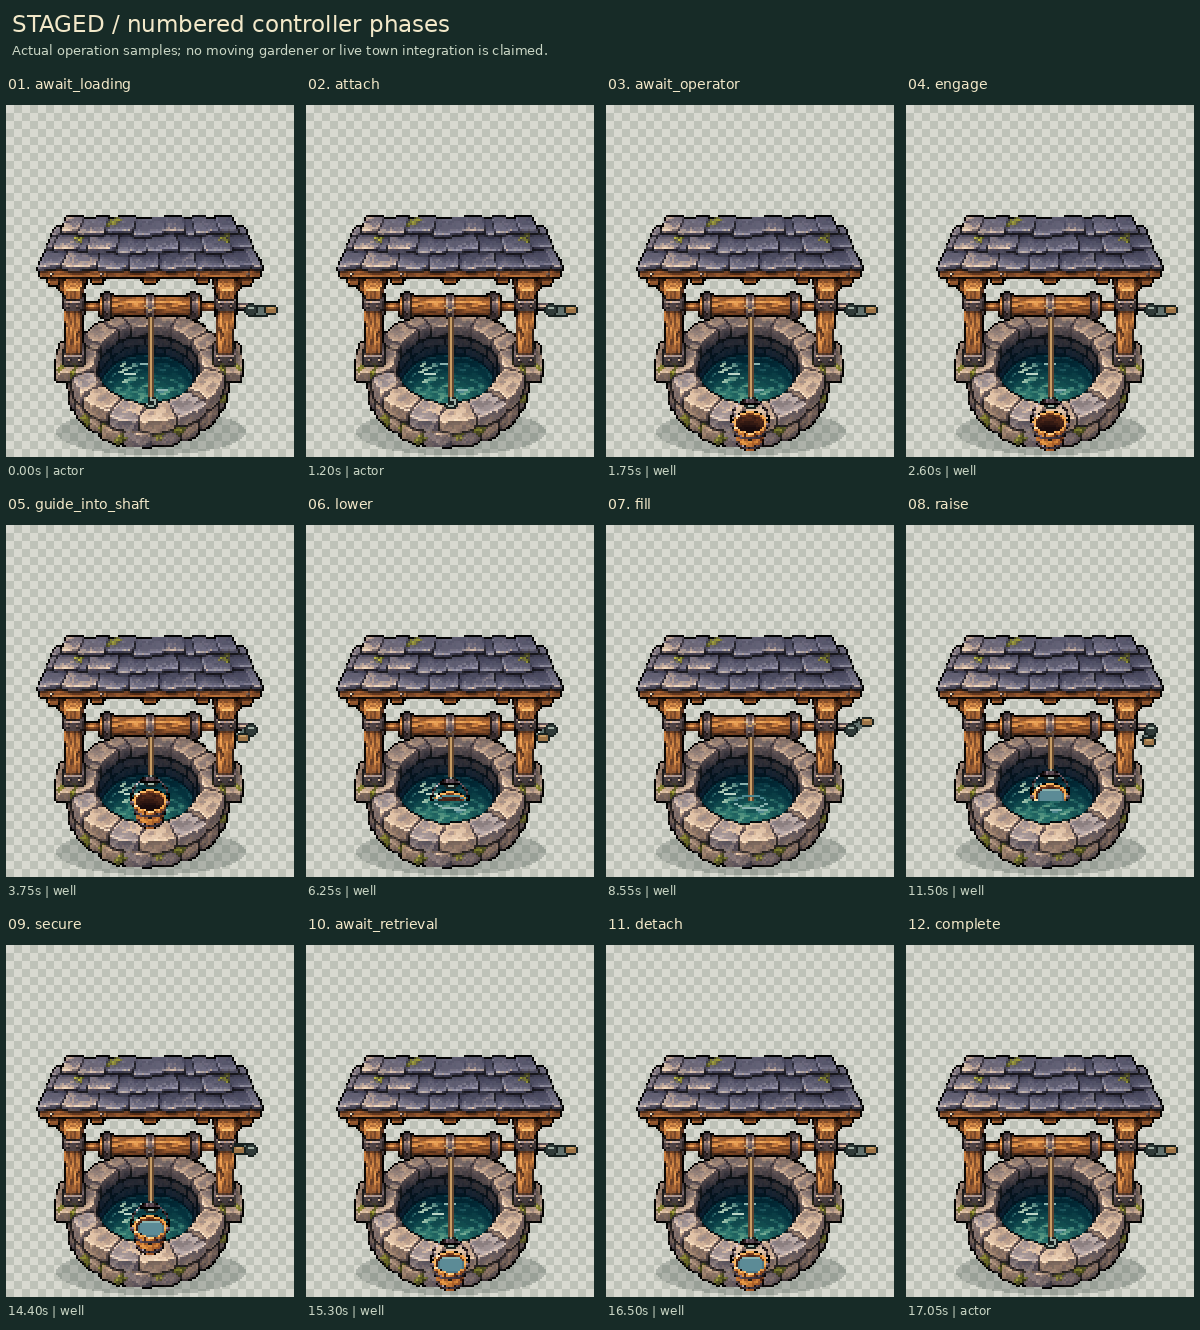 STAGED / numbered controller phases
Actual operation samples; no moving gardener or live town integration is claimed.
01. await_loading
02. attach
03. await_operator
04. engage
0.00s | actor
1.20s | actor
1.75s | well
2.60s | well
05. guide_into_shaft
06. lower
07. fill
08. raise
3.75s | well
6.25s | well
8.55s | well
11.50s | well
09. secure
10. await_retrieval
11. detach
12. complete
14.40s | well
15.30s | well
16.50s | well
17.05s | actor